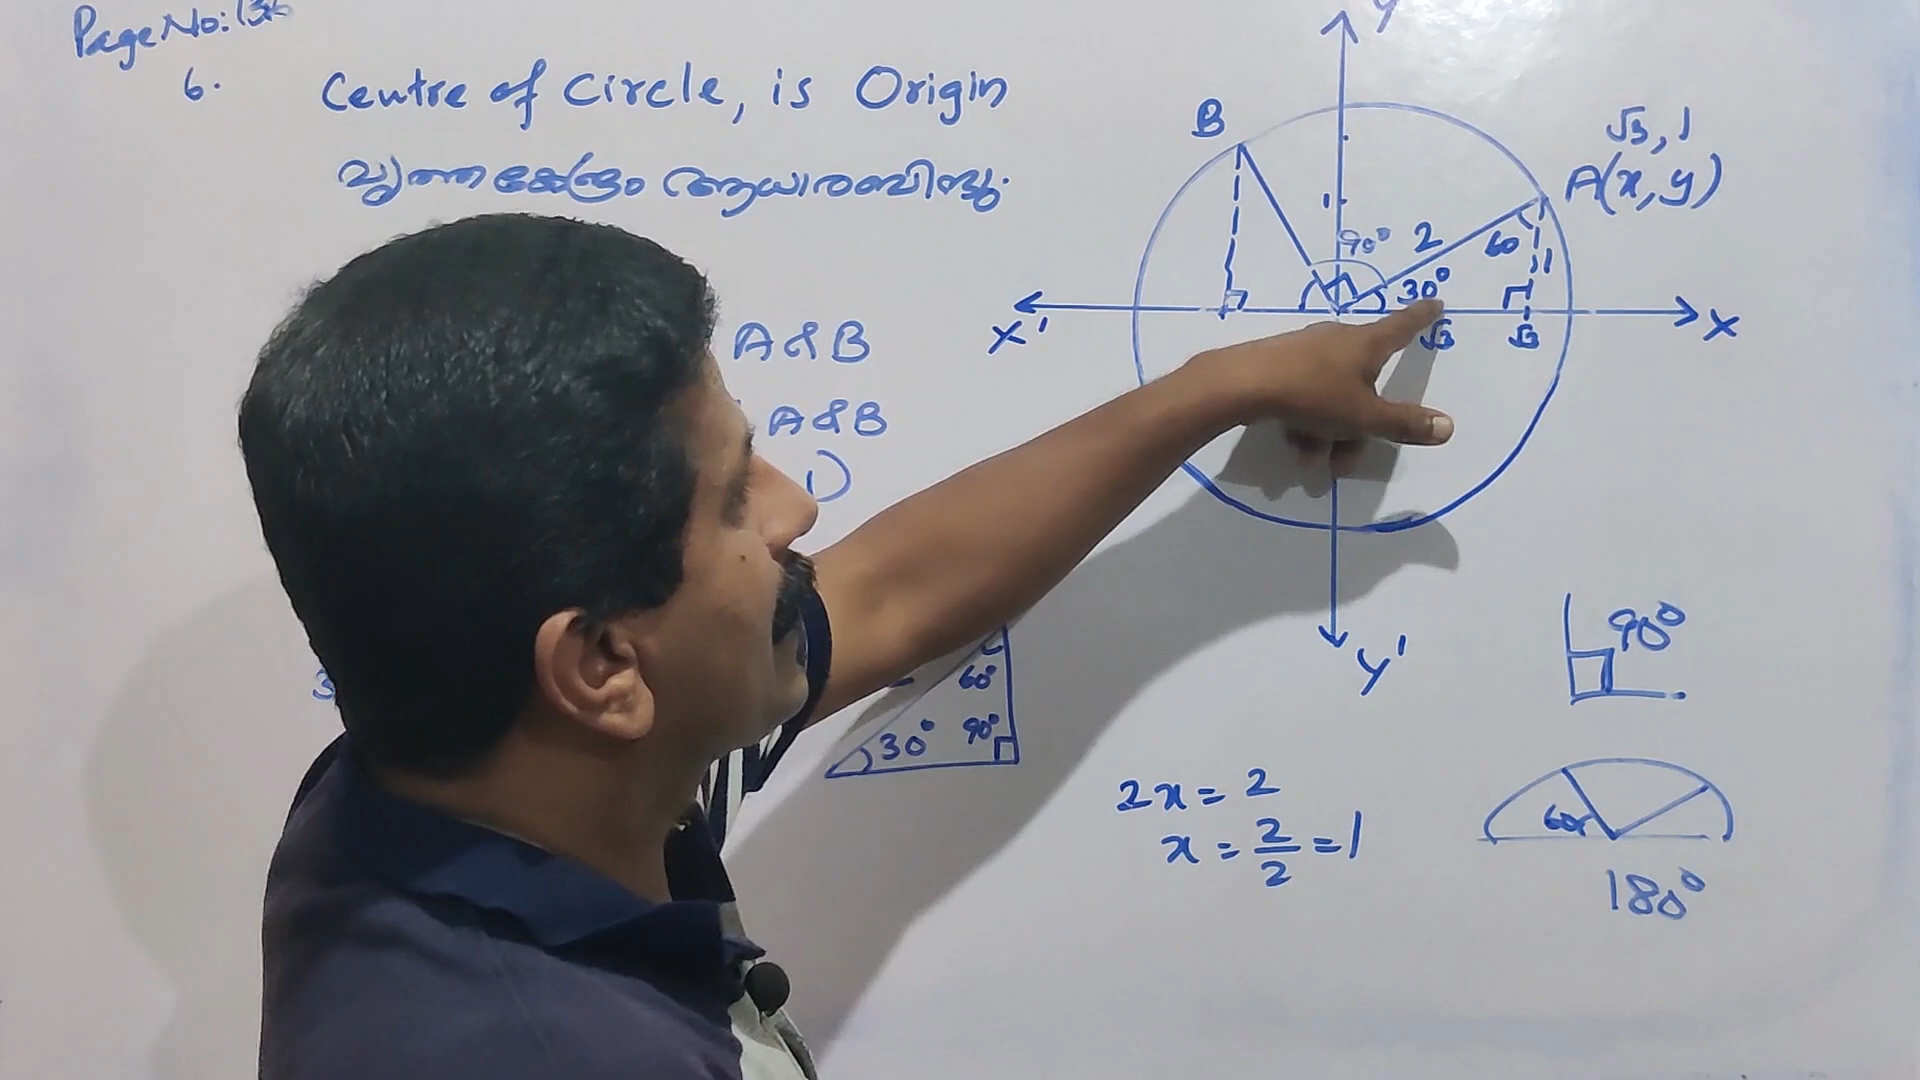 Page No:
6.
Centre of Circle, is Origin
വൃത്തകേന്ദ്രം ആധാരബിന്ദു.
A & B
A & B
Y
B
√3, 1
A(x, y)
1
90°
2
60
1
30°
X'
√3
√3
X
Y'
90°
60°
30°
90°
2x = 2
x = 2/2 = 1
60
180°